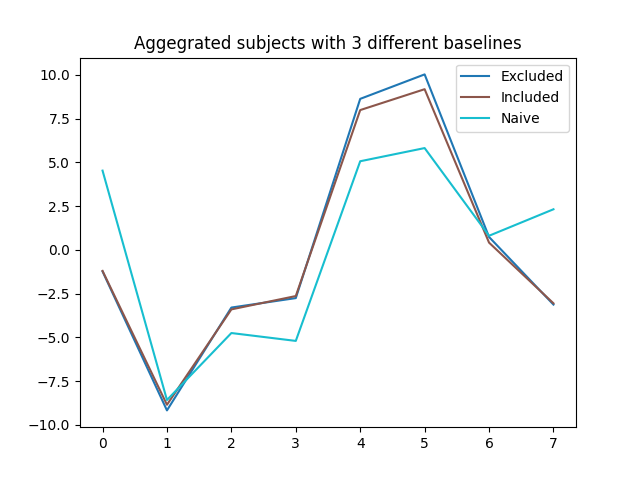 Aggegrated subjects with 3 different baselines
Excluded
Included
Naive
10.0
7.5
5.0
2.5
0.0
−2.5
−5.0
−7.5
−10.0
0 1 2 3 4 5 6 7